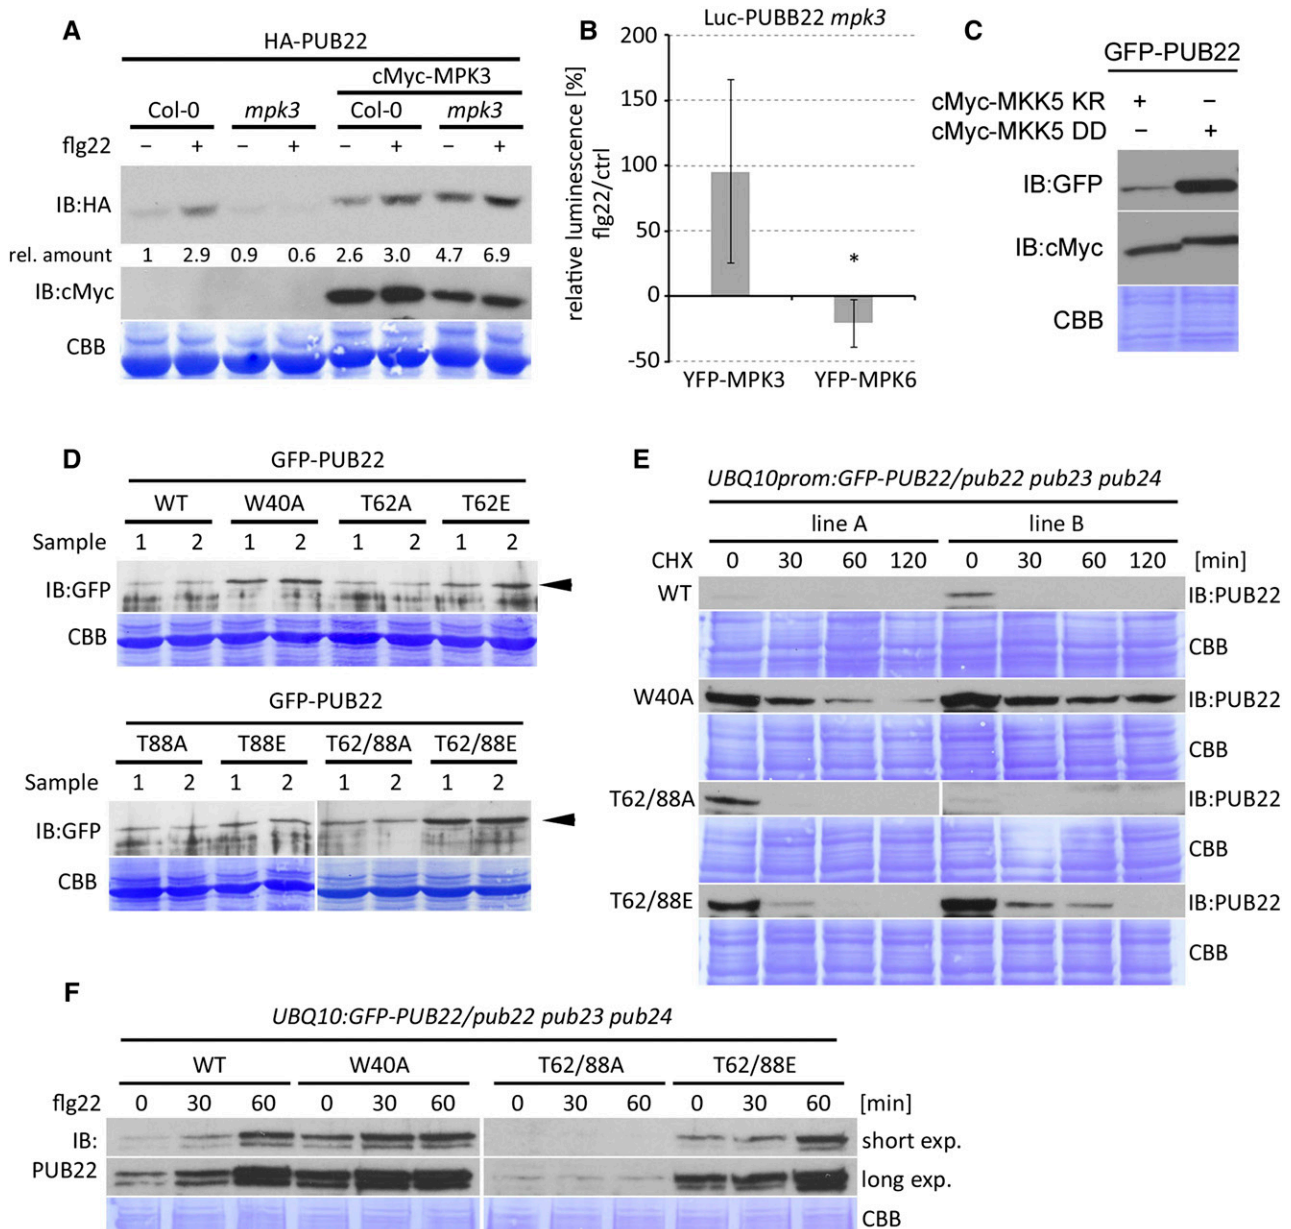 A
HA-PUB22
cMyc-MPK3
Col-0 mpk3 Col-0 mpk3
flg22 – + – + – + – +
IB:HA
rel. amount 1 2.9 0.9 0.6 2.6 3.0 4.7 6.9
IB:cMyc
CBB
B
Luc-PUBB22 mpk3
relative luminescence [%]
flg22/ctrl
200
150
100
50
0
-50
*
YFP-MPK3 YFP-MPK6
C
GFP-PUB22
cMyc-MKK5 KR + –
cMyc-MKK5 DD – +
IB:GFP
IB:cMyc
CBB
D
GFP-PUB22
WT W40A T62A T62E
Sample 1 2 1 2 1 2 1 2
IB:GFP
CBB
GFP-PUB22
T88A T88E T62/88A T62/88E
Sample 1 2 1 2 1 2 1 2
IB:GFP
CBB
E
UBQ10prom:GFP-PUB22/pub22 pub23 pub24
line A line B
CHX 0 30 60 120 0 30 60 120 [min]
WT IB:PUB22
CBB
W40A IB:PUB22
CBB
T62/88A IB:PUB22
CBB
T62/88E IB:PUB22
CBB
F
UBQ10:GFP-PUB22/pub22 pub23 pub24
WT W40A T62/88A T62/88E
flg22 0 30 60 0 30 60 0 30 60 0 30 60 [min]
IB: short exp.
PUB22 long exp.
CBB